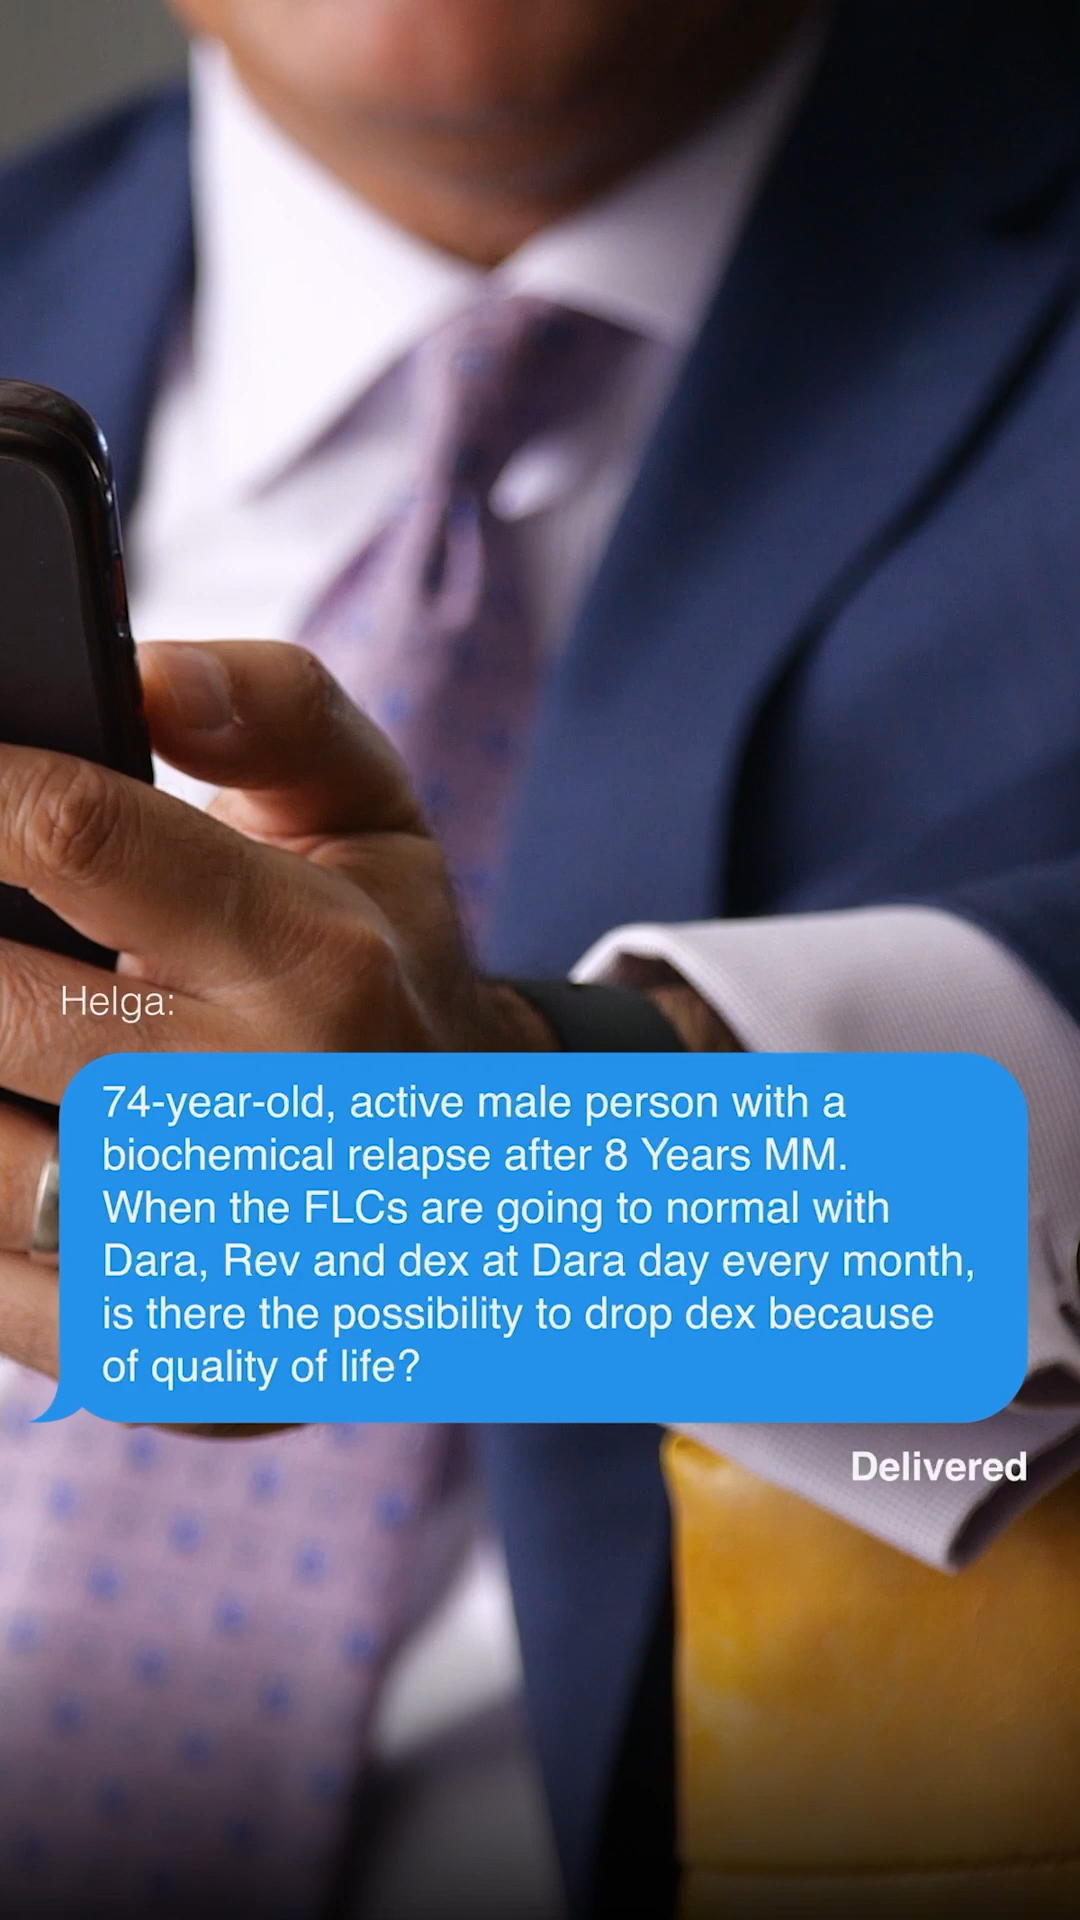 Helga:
74-year-old, active male person with a
biochemical relapse after 8 Years MM.
When the FLCs are going to normal with
Dara, Rev and dex at Dara day every month,
is there the possibility to drop dex because
of quality of life?
Delivered